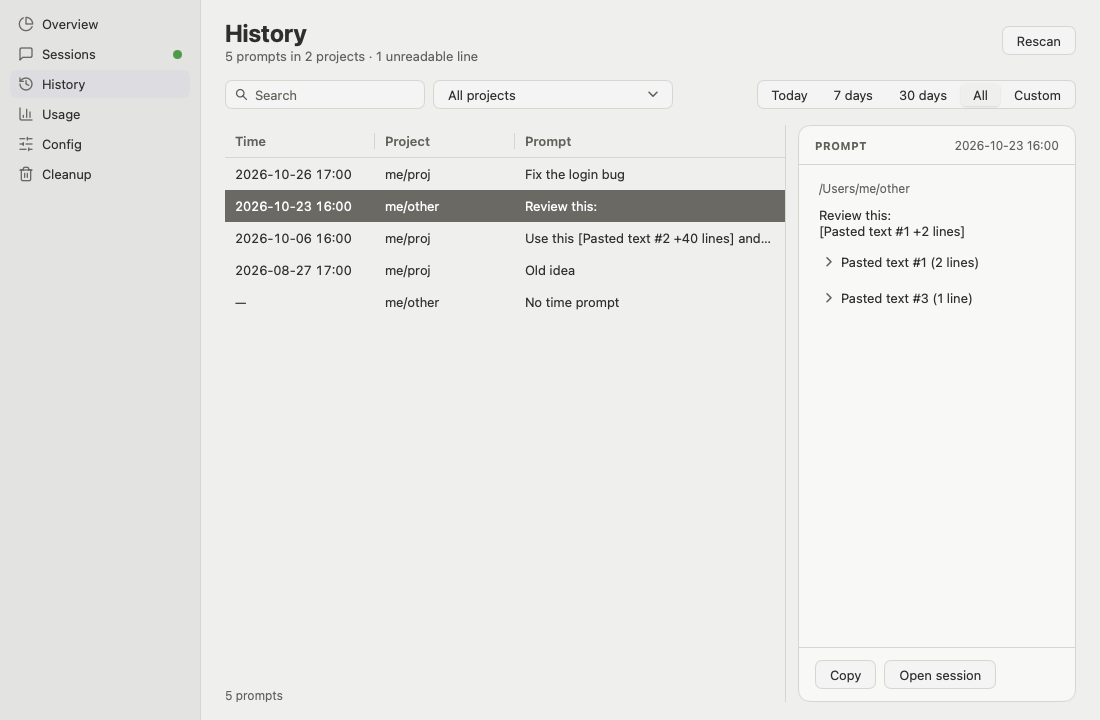 Overview
Sessions
History
Usage
Config
Cleanup
History
5 prompts in 2 projects · 1 unreadable line
Rescan
Search
All projects
Today 7 days 30 days All Custom
Time Project Prompt
2026-10-26 17:00 me/proj Fix the login bug
2026-10-23 16:00 me/other Review this:
2026-10-06 16:00 me/proj Use this [Pasted text #2 +40 lines] and...
2026-08-27 17:00 me/proj Old idea
— me/other No time prompt
5 prompts
PROMPT 2026-10-23 16:00
/Users/me/other
Review this:
[Pasted text #1 +2 lines]
Pasted text #1 (2 lines)
Pasted text #3 (1 line)
Copy Open session